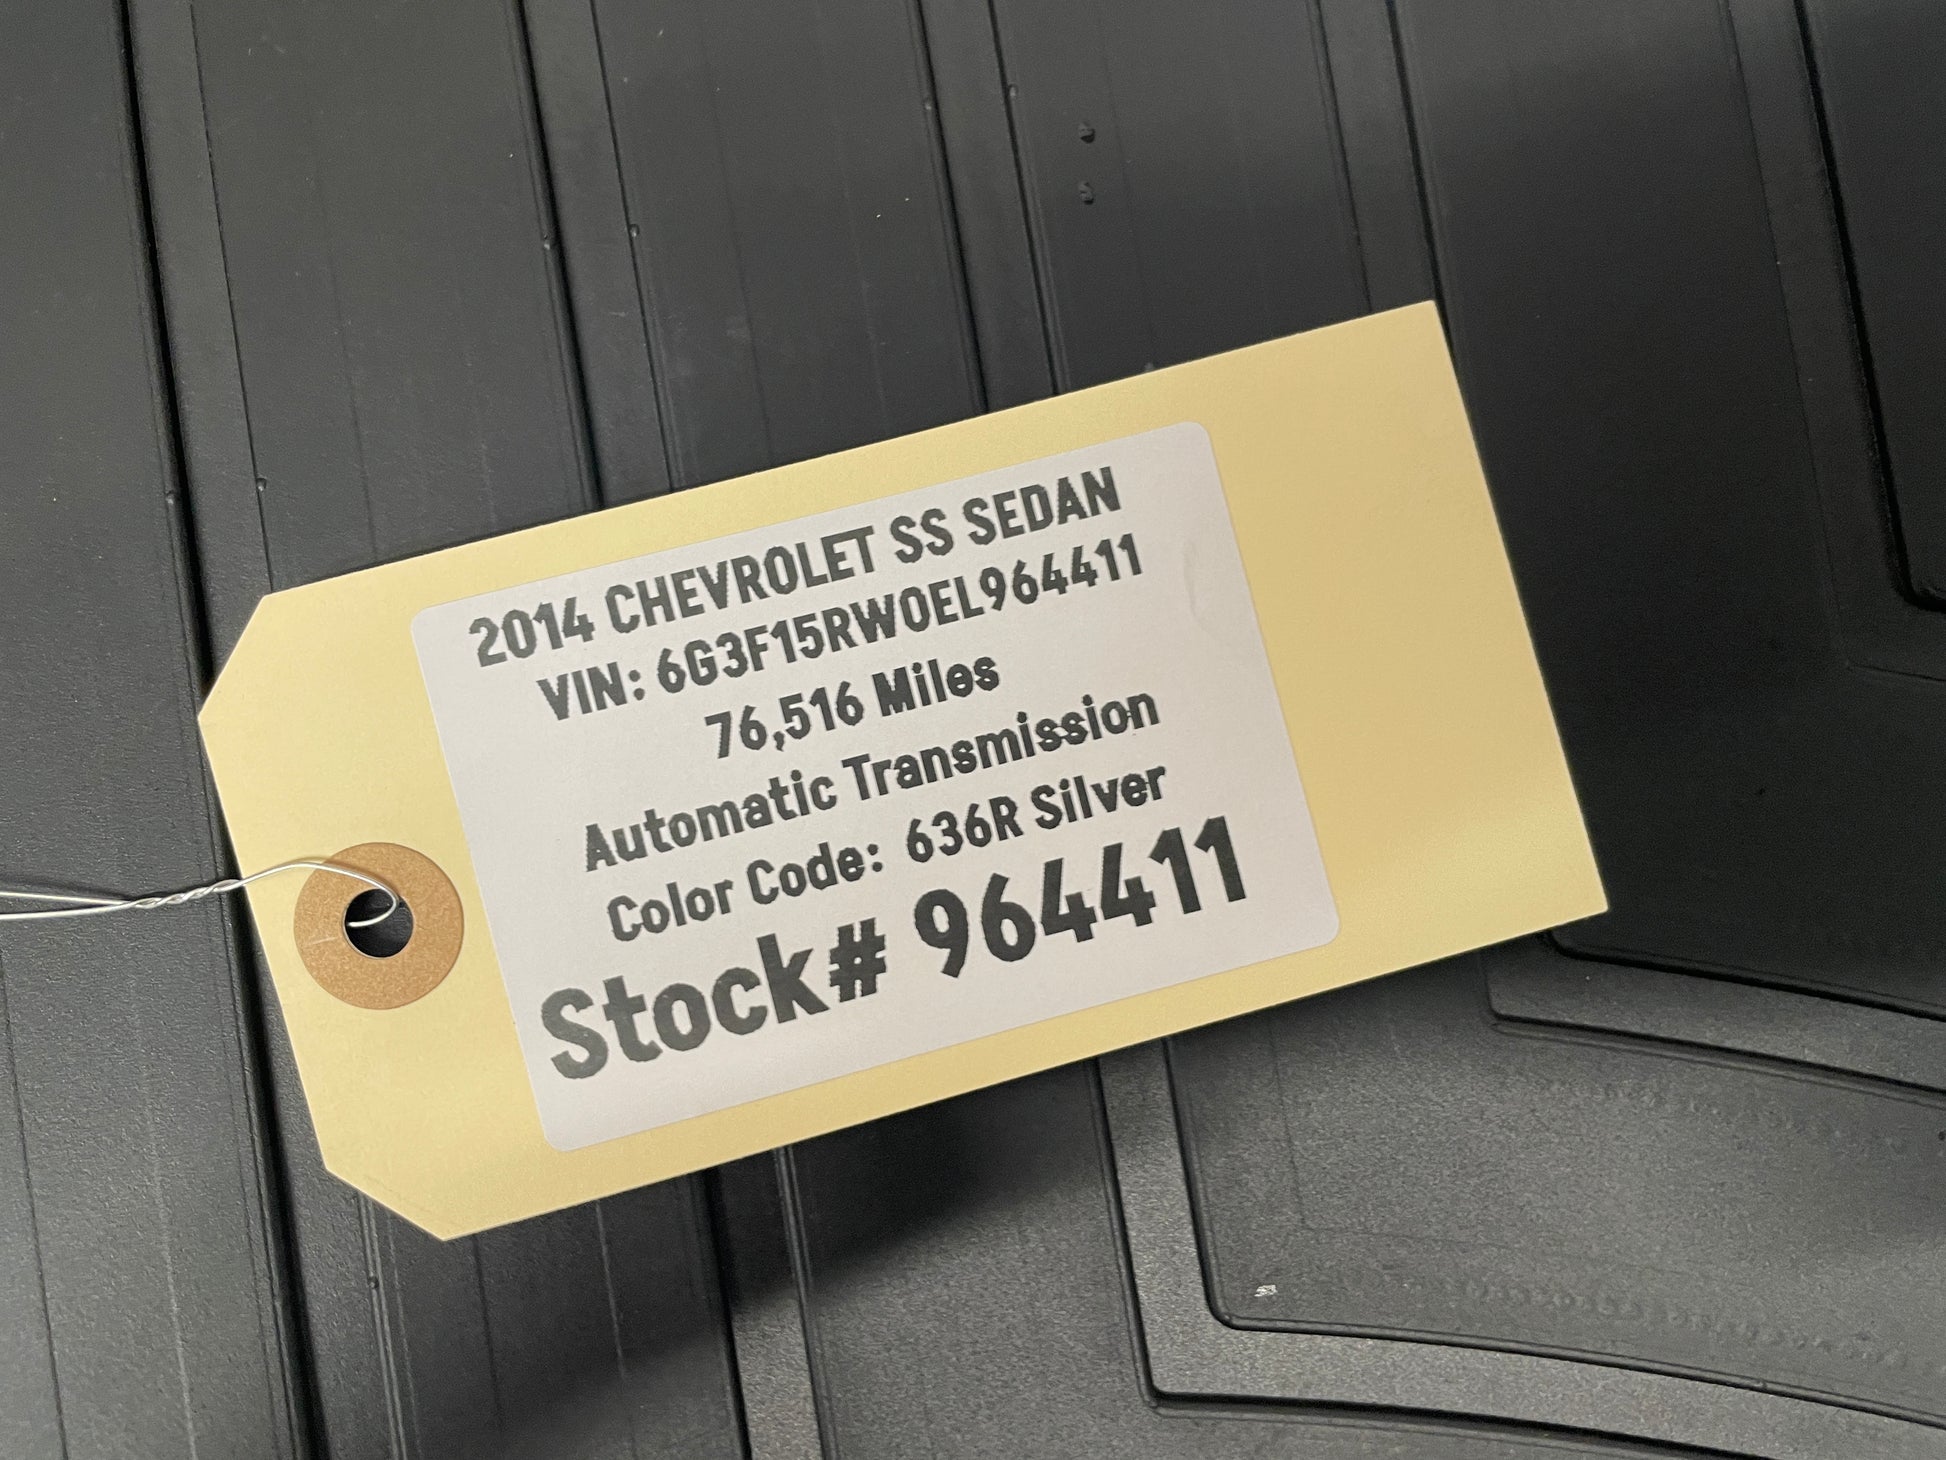 2014 CHEVROLET SS SEDAN
VIN: 6G3F15RW0EL964411
76,516 Miles
Automatic Transmission
Color Code: 636R Silver
Stock# 964411